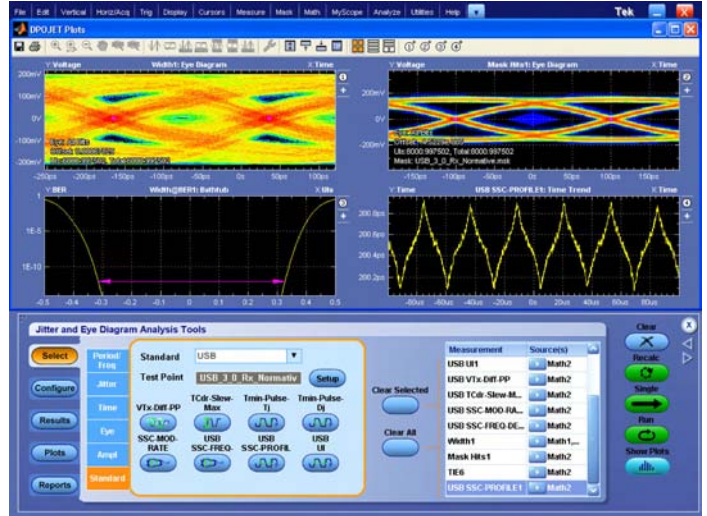 File Edit Vertical Horiz/Acq Trig Display Cursors Measure Mask Math MyScope Analyze Utilities Help Tek
DPOJET Plots
Y:Voltage Width1: Eye Diagram X:Time
200mV
100mV
0V
-100mV
-200mV
Eye: All Bits
-250ps -200ps -150ps -100ps -50ps 0s 50ps 100ps
Y:Voltage Mask Hits1: Eye Diagram X:Time
200mV
0V
-200mV
UIs:8000:997502, Total:8000:997502
Mask: USB_3_0_Rx_Normative.msk
-150ps -100ps -50ps 0s 50ps 100ps 150ps
Y:BER Width@BER1: Bathtub X:UIs
1
1E-5
1E-10
-0.5 -0.4 -0.3 -0.2 -0.1 0 0.1 0.2 0.3 0.4 0.5
Y:Time USB SSC-PROFILE1: Time Trend X:Time
200.8ps
200.6ps
200.4ps
200.2ps
-80us -60us -40us -20us 0s 20us 40us 60us 80us
Jitter and Eye Diagram Analysis Tools
Select
Configure
Results
Plots
Reports
Period/
Freq
Jitter
Time
Eye
Ampl
Standard
Standard USB
Test Point USB_3_0_Rx_Normativ Setup
VTx-Diff-PP
TCdr-Slew-
Max
Tmin-Pulse-
Tj
Tmin-Pulse-
Dj
SSC-MOD-
RATE
USB
SSC-FREQ-
USB
SSC-PROFIL
USB
UI
Clear Selected
Clear All
Measurement Source(s)
USB UI1 Math2
USB VTx-Diff-PP Math2
USB TCdr-Slew-M... Math2
USB SSC-MOD-RA... Math2
USB SSC-FREQ-DE... Math2
Width1 Math1,...
Mask Hits1 Math2
TIE6 Math2
USB SSC-PROFILE1 Math2
Clear
Recalc
Single
Run
Show Plots